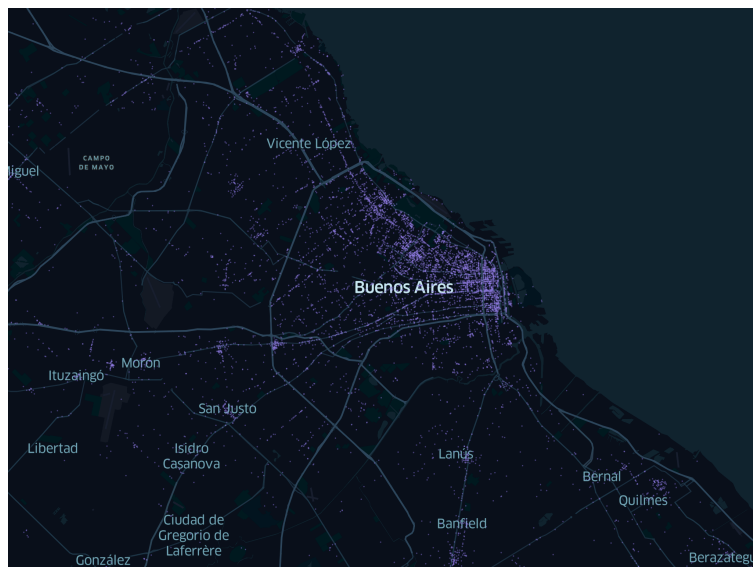 Vicente López
CAMPO
DE MAYO
Miguel
Buenos Aires
Morón
Ituzaingó
San Justo
Libertad
Isidro
Casanova
Lanús
Bernal
Quilmes
Ciudad de
Gregorio de
Laferrère
Banfield
González
Berazategu